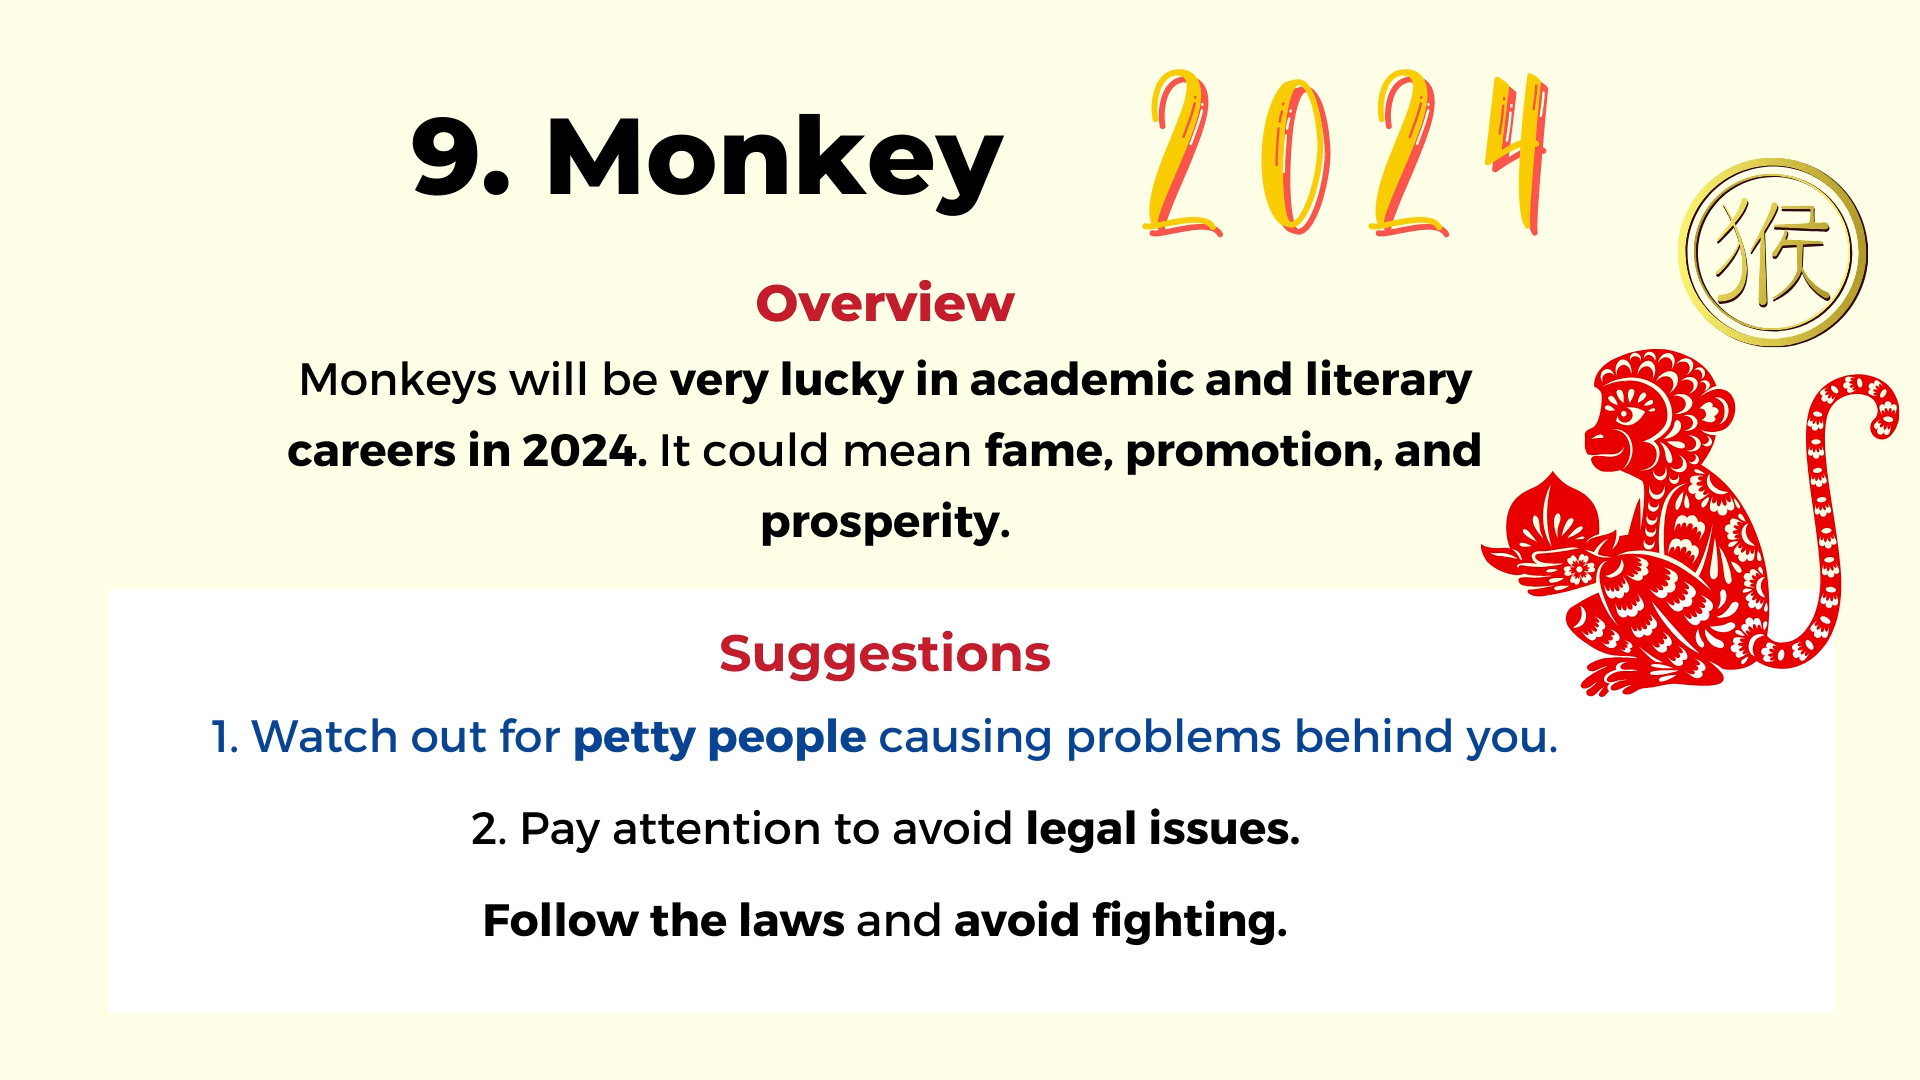 9. Monkey
2024
猴
Overview
Monkeys will be very lucky in academic and literary
careers in 2024. It could mean fame, promotion, and
prosperity.
Suggestions
1. Watch out for petty people causing problems behind you.
2. Pay attention to avoid legal issues.
Follow the laws and avoid fighting.